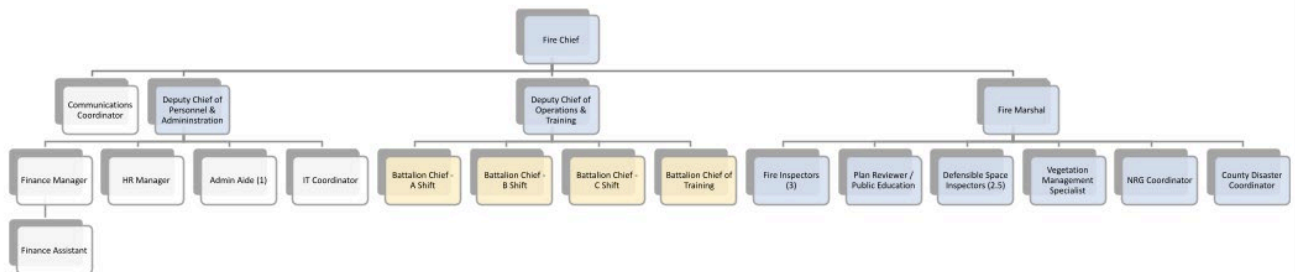 Fire Chief
Communications
Coordinator
Deputy Chief of
Personnel &
Admininstration
Deputy Chief of
Operations &
Training
Fire Marshal
Finance Manager
HR Manager
Admin Aide (1)
IT Coordinator
Battalion Chief -
A Shift
Battalion Chief -
B Shift
Battalion Chief -
C Shift
Battalion Chief of
Training
Fire Inspectors
(3)
Plan Reviewer /
Public Education
Defensible Space
Inspectors (2.5)
Vegetation
Management
Specialist
NRG Coordinator
County Disaster
Coordinator
Finance Assistant